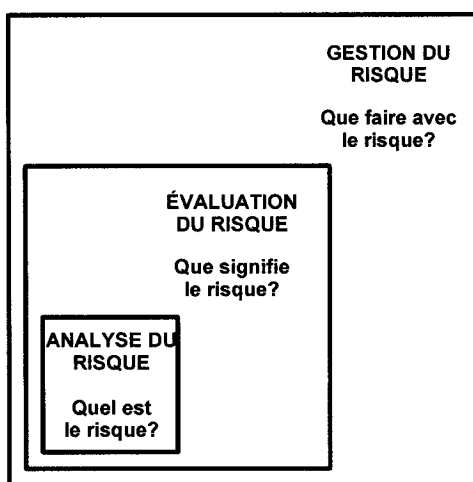 GESTION DU
RISQUE
Que faire avec
le risque?
ÉVALUATION
DU RISQUE
Que signifie
le risque?
ANALYSE DU
RISQUE
Quel est
le risque?